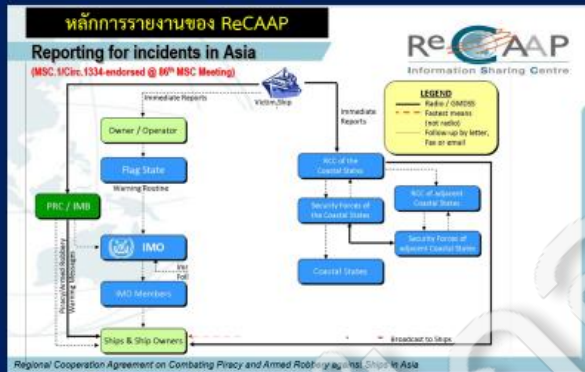 หลักการรายงานของ ReCAAP
Reporting for incidents in Asia
(MSC.1/Circ.1334-endorsed @ 86th MSC Meeting)
ReCAAP
Information Sharing Centre
LEGEND
Radio / GMDSS
Fastest means
(not radio)
Follow-up by letter,
Fax or email
Immediate Reports
Victim Ship
Immediate
Reports
Owner / Operator
Flag State
Warning Routine
PRC / IMB
IMO
IMO Members
Ships & Ship Owners
Piracy/Armed Robbery
Warning Messages
RCC of the
Coastal States
RCC of adjacent
Coastal States
Security Forces of
the Coastal States
Security Forces of
adjacent Coastal States
Coastal States
Broadcast to Ships
Regional Cooperation Agreement on Combating Piracy and Armed Robbery against Ships in Asia